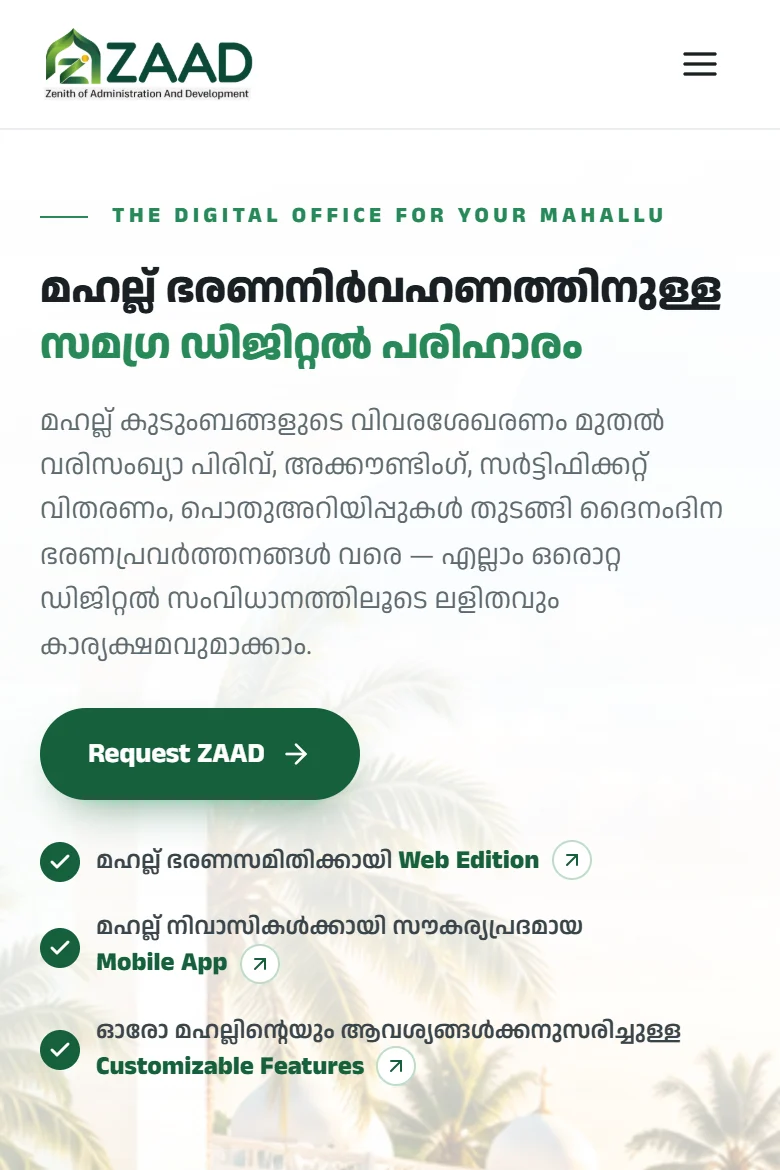 ZAAD
Zenith of Administration And Development
THE DIGITAL OFFICE FOR YOUR MAHALLU
മഹല്ല് ഭരണനിർവഹണത്തിനുള്ള
സമഗ്ര ഡിജിറ്റൽ പരിഹാരം
മഹല്ല് കുടുംബങ്ങളുടെ വിവരശേഖരണം മുതൽ
വരിസംഖ്യാ പിരിവ്, അക്കൗണ്ടിംഗ്, സർട്ടിഫിക്കറ്റ്
വിതരണം, പൊതുഅറിയിപ്പുകൾ തുടങ്ങി ദൈനംദിന
ഭരണപ്രവർത്തനങ്ങൾ വരെ — എല്ലാം ഒരൊറ്റ
ഡിജിറ്റൽ സംവിധാനത്തിലൂടെ ലളിതവും
കാര്യക്ഷമവുമാക്കാം.
Request ZAAD
മഹല്ല് ഭരണസമിതിക്കായി Web Edition
മഹല്ല് നിവാസികൾക്കായി സൗകര്യപ്രദമായ
Mobile App
ഓരോ മഹല്ലിന്റെയും ആവശ്യങ്ങൾക്കനുസരിച്ചുള്ള
Customizable Features